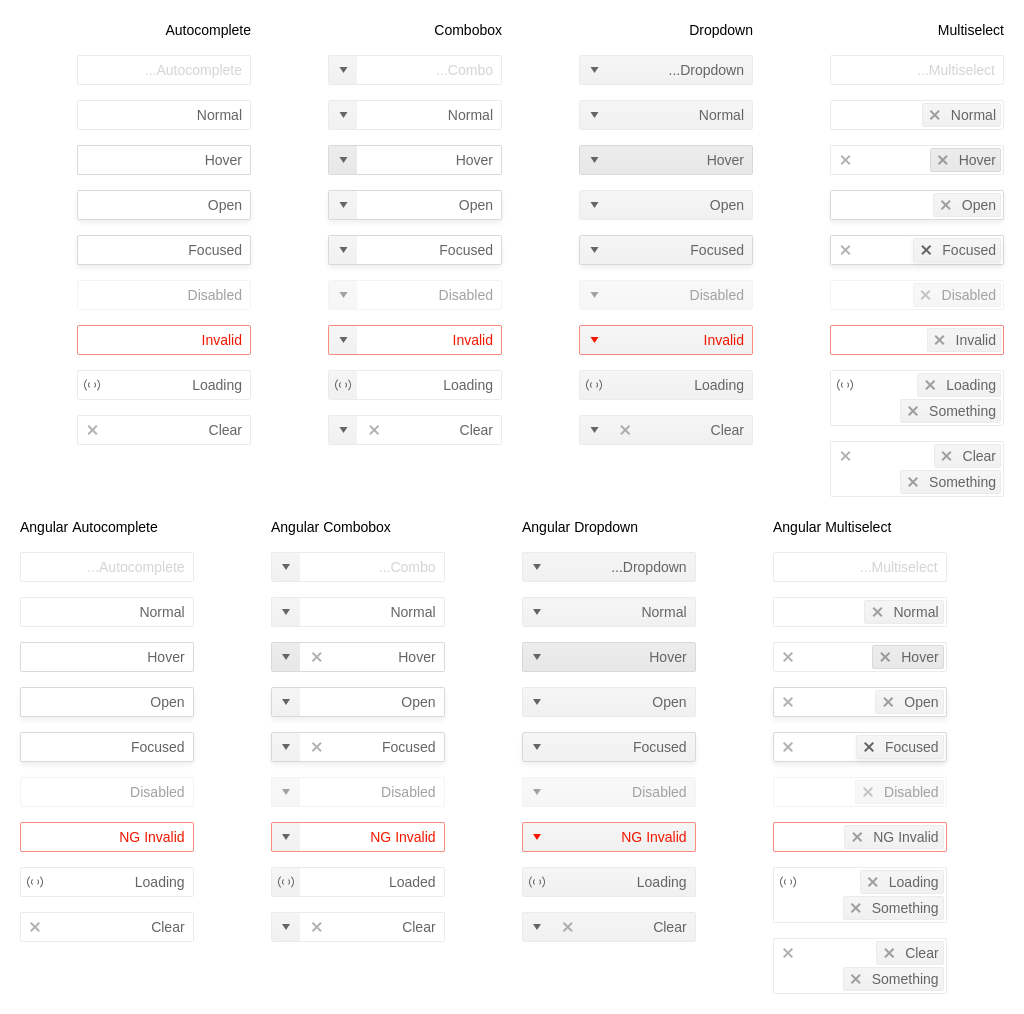 Autocomplete
...Autocomplete
Normal
Hover
Open
Focused
Disabled
Invalid
Loading
Clear
Combobox
...Combo
Normal
Hover
Open
Focused
Disabled
Invalid
Loading
Clear
Dropdown
...Dropdown
Normal
Hover
Open
Focused
Disabled
Invalid
Loading
Clear
Multiselect
...Multiselect
Normal
Hover
Open
Focused
Disabled
Invalid
Loading
Something
Clear
Something
Angular Autocomplete
...Autocomplete
Normal
Hover
Open
Focused
Disabled
NG Invalid
Loading
Clear
Angular Combobox
...Combo
Normal
Hover
Open
Focused
Disabled
NG Invalid
Loaded
Clear
Angular Dropdown
...Dropdown
Normal
Hover
Open
Focused
Disabled
NG Invalid
Loading
Clear
Angular Multiselect
...Multiselect
Normal
Hover
Open
Focused
Disabled
NG Invalid
Loading
Something
Clear
Something